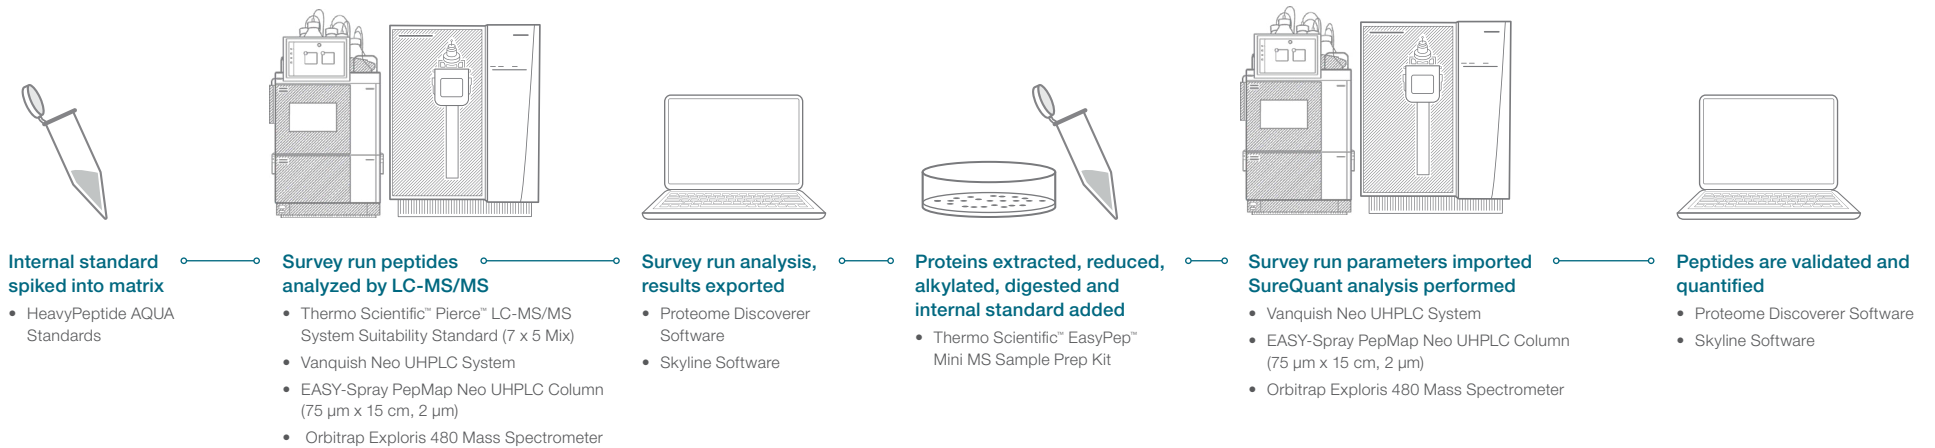 Internal standard
spiked into matrix
• HeavyPeptide AQUA
Standards
Survey run peptides
analyzed by LC-MS/MS
• Thermo Scientific™ Pierce™ LC-MS/MS
System Suitability Standard (7 x 5 Mix)
• Vanquish Neo UHPLC System
• EASY-Spray PepMap Neo UHPLC Column
(75 µm x 15 cm, 2 µm)
• Orbitrap Exploris 480 Mass Spectrometer
Survey run analysis,
results exported
• Proteome Discoverer
Software
• Skyline Software
Proteins extracted, reduced,
alkylated, digested and
internal standard added
• Thermo Scientific™ EasyPep™
Mini MS Sample Prep Kit
Survey run parameters imported
SureQuant analysis performed
• Vanquish Neo UHPLC System
• EASY-Spray PepMap Neo UHPLC Column
(75 µm x 15 cm, 2 µm)
• Orbitrap Exploris 480 Mass Spectrometer
Peptides are validated and
quantified
• Proteome Discoverer Software
• Skyline Software